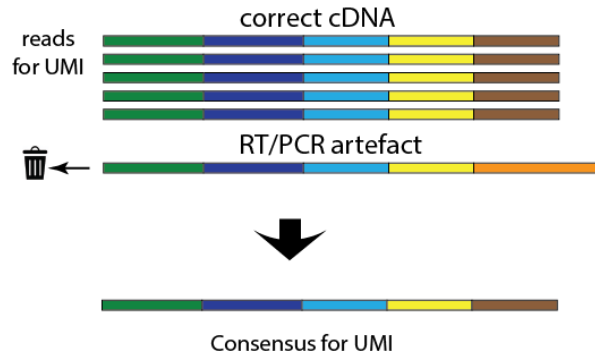 correct cDNA
reads
for UMI
RT/PCR artefact
Consensus for UMI